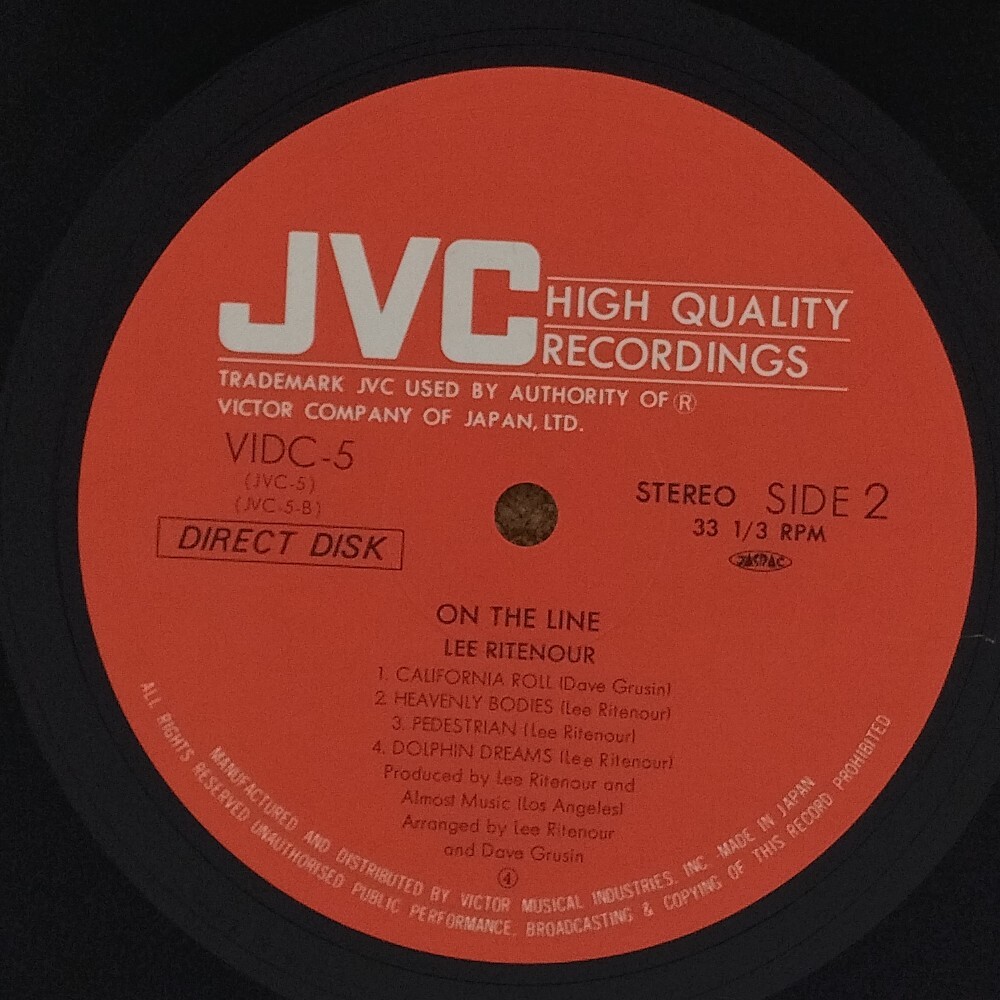 JVC HIGH QUALITY
RECORDINGS
TRADEMARK JVC USED BY AUTHORITY OF ®
VICTOR COMPANY OF JAPAN, LTD.
VIDC-5
(JVC-5)
(JVC-5-B)
DIRECT DISK
STEREO SIDE 2
33 1/3 RPM
JASRAC
ON THE LINE
LEE RITENOUR
1. CALIFORNIA ROLL (Dave Grusin)
2. HEAVENLY BODIES (Lee Ritenour)
3. PEDESTRIAN (Lee Ritenour)
4. DOLPHIN DREAMS (Lee Ritenour)
Produced by Lee Ritenour and
Almost Music (Los Angeles)
Arranged by Lee Ritenour
and Dave Grusin
④
MANUFACTURED AND DISTRIBUTED BY VICTOR MUSICAL INDUSTRIES, INC. MADE IN JAPAN
ALL RIGHTS RESERVED UNAUTHORISED PUBLIC PERFORMANCE, BROADCASTING & COPYING OF THIS RECORD PROHIBITED